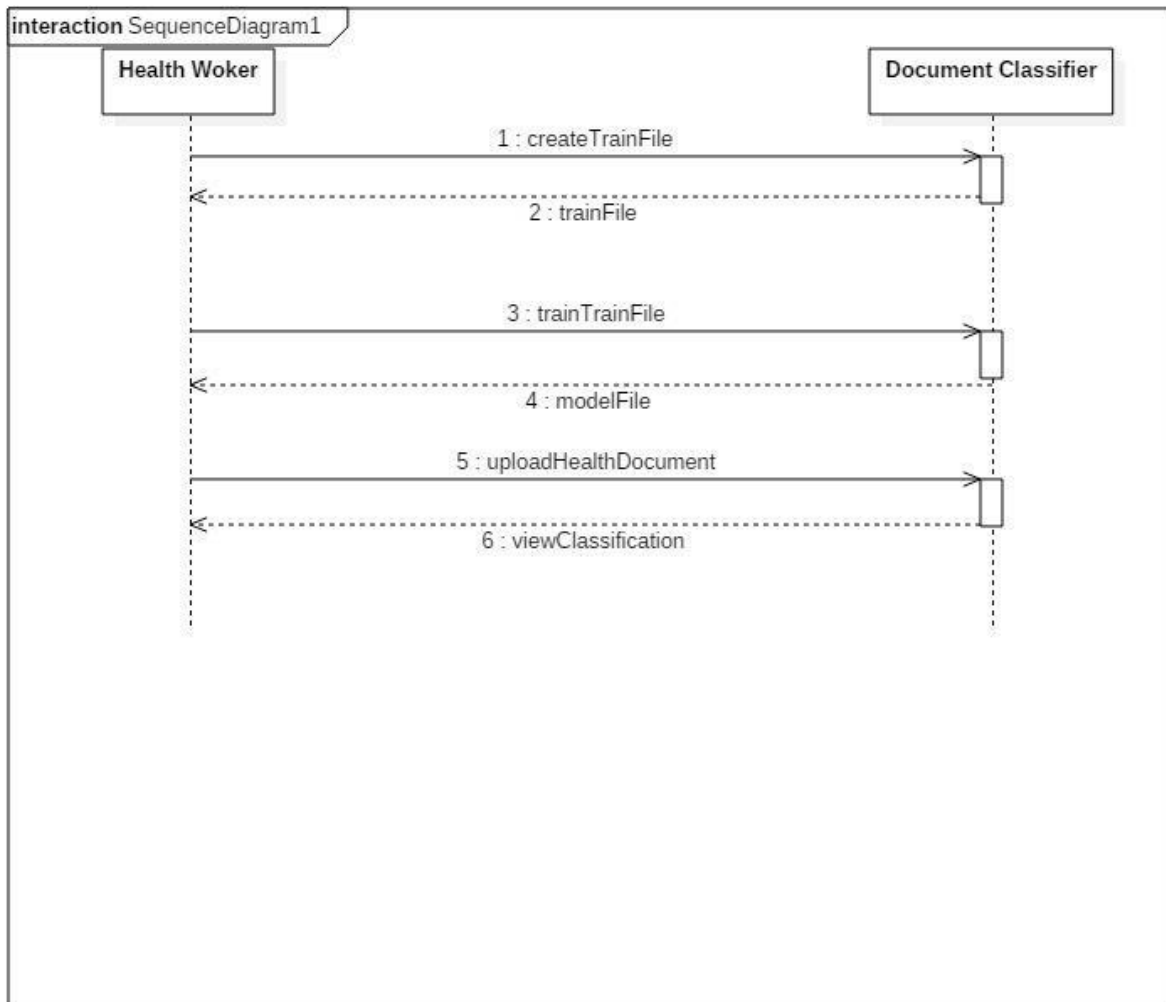 interaction SequenceDiagram1
Health Woker
Document Classifier
1 : createTrainFile
2 : trainFile
3 : trainTrainFile
4 : modelFile
5 : uploadHealthDocument
6 : viewClassification